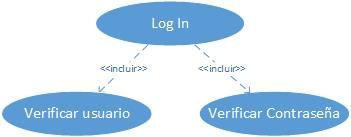 Log In
<<incluir>> <<incluir>>
Verificar usuario Verificar Contraseña